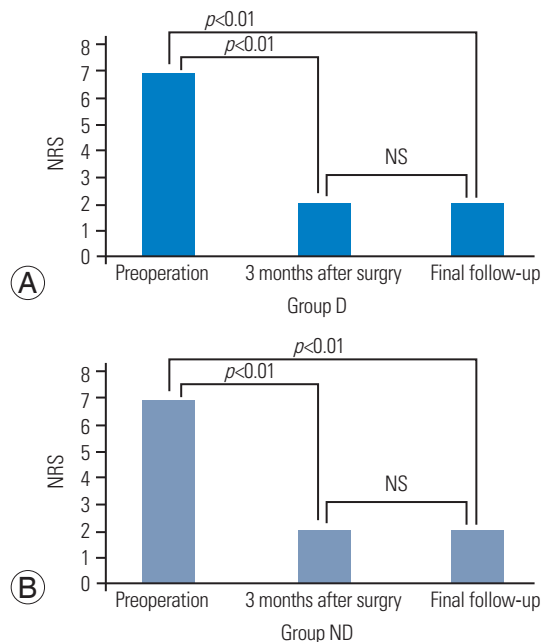 p<0.01
p<0.01
8
7
6
5
4
3
2
1
0
NRS
NS
Preoperation 3 months after surgry Final follow-up
Group D
A
p<0.01
p<0.01
8
7
6
5
4
3
2
1
0
NRS
NS
Preoperation 3 months after surgry Final follow-up
Group ND
B